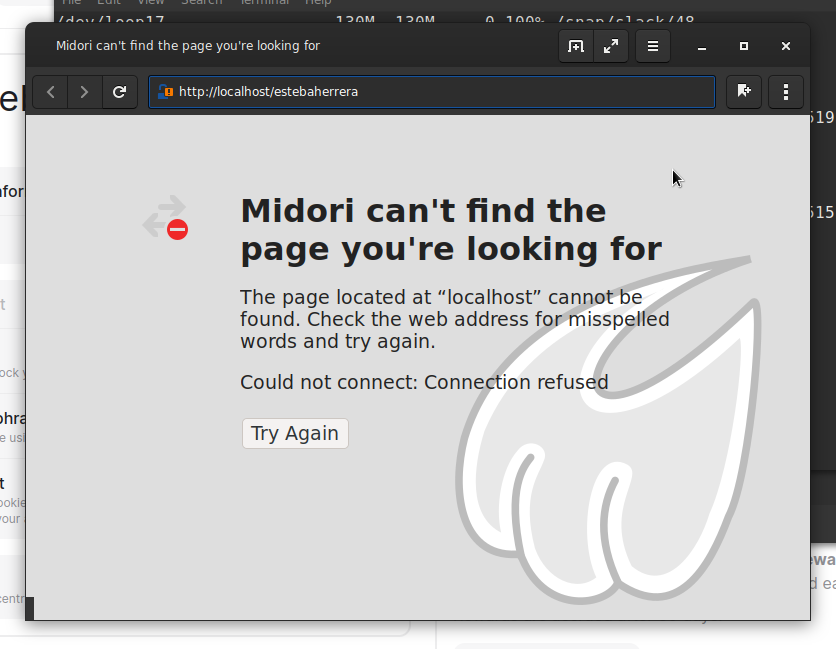 File Edit View Search Terminal Help
/dev/loop17 130M 130M 0 100% /snap/slack/48
Midori can't find the page you're looking for
http://localhost/estebaherrera
Midori can't find the
page you're looking for
The page located at “localhost” cannot be
found. Check the web address for misspelled
words and try again.
Could not connect: Connection refused
Try Again
519
515